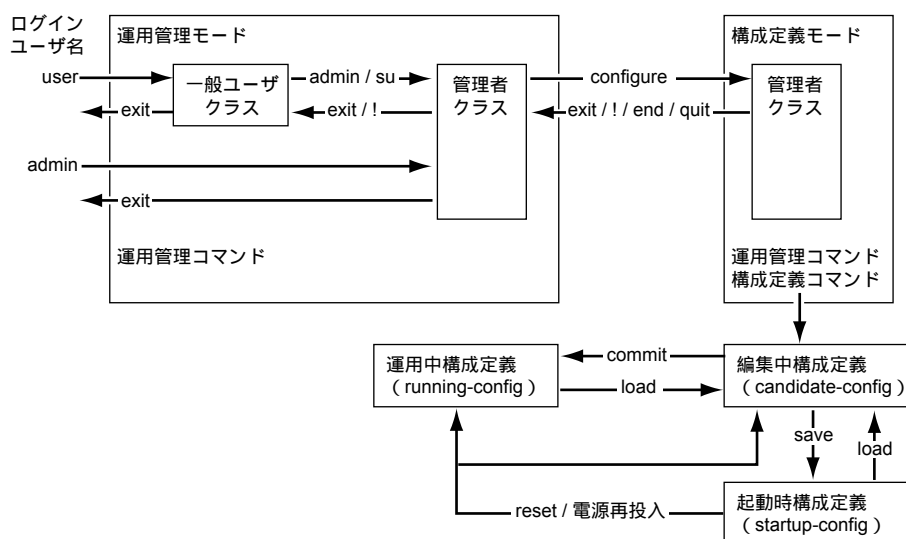 ログイン
ユーザ名
運用管理モード
構成定義モード
user
一般ユーザ
クラス
admin / su
管理者
クラス
configure
管理者
クラス
exit
exit / !
exit / ! / end / quit
admin
exit
運用管理コマンド
運用管理コマンド
構成定義コマンド
運用中構成定義
（running-config）
commit
load
編集中構成定義
（candidate-config）
save
load
reset / 電源再投入
起動時構成定義
（startup-config）